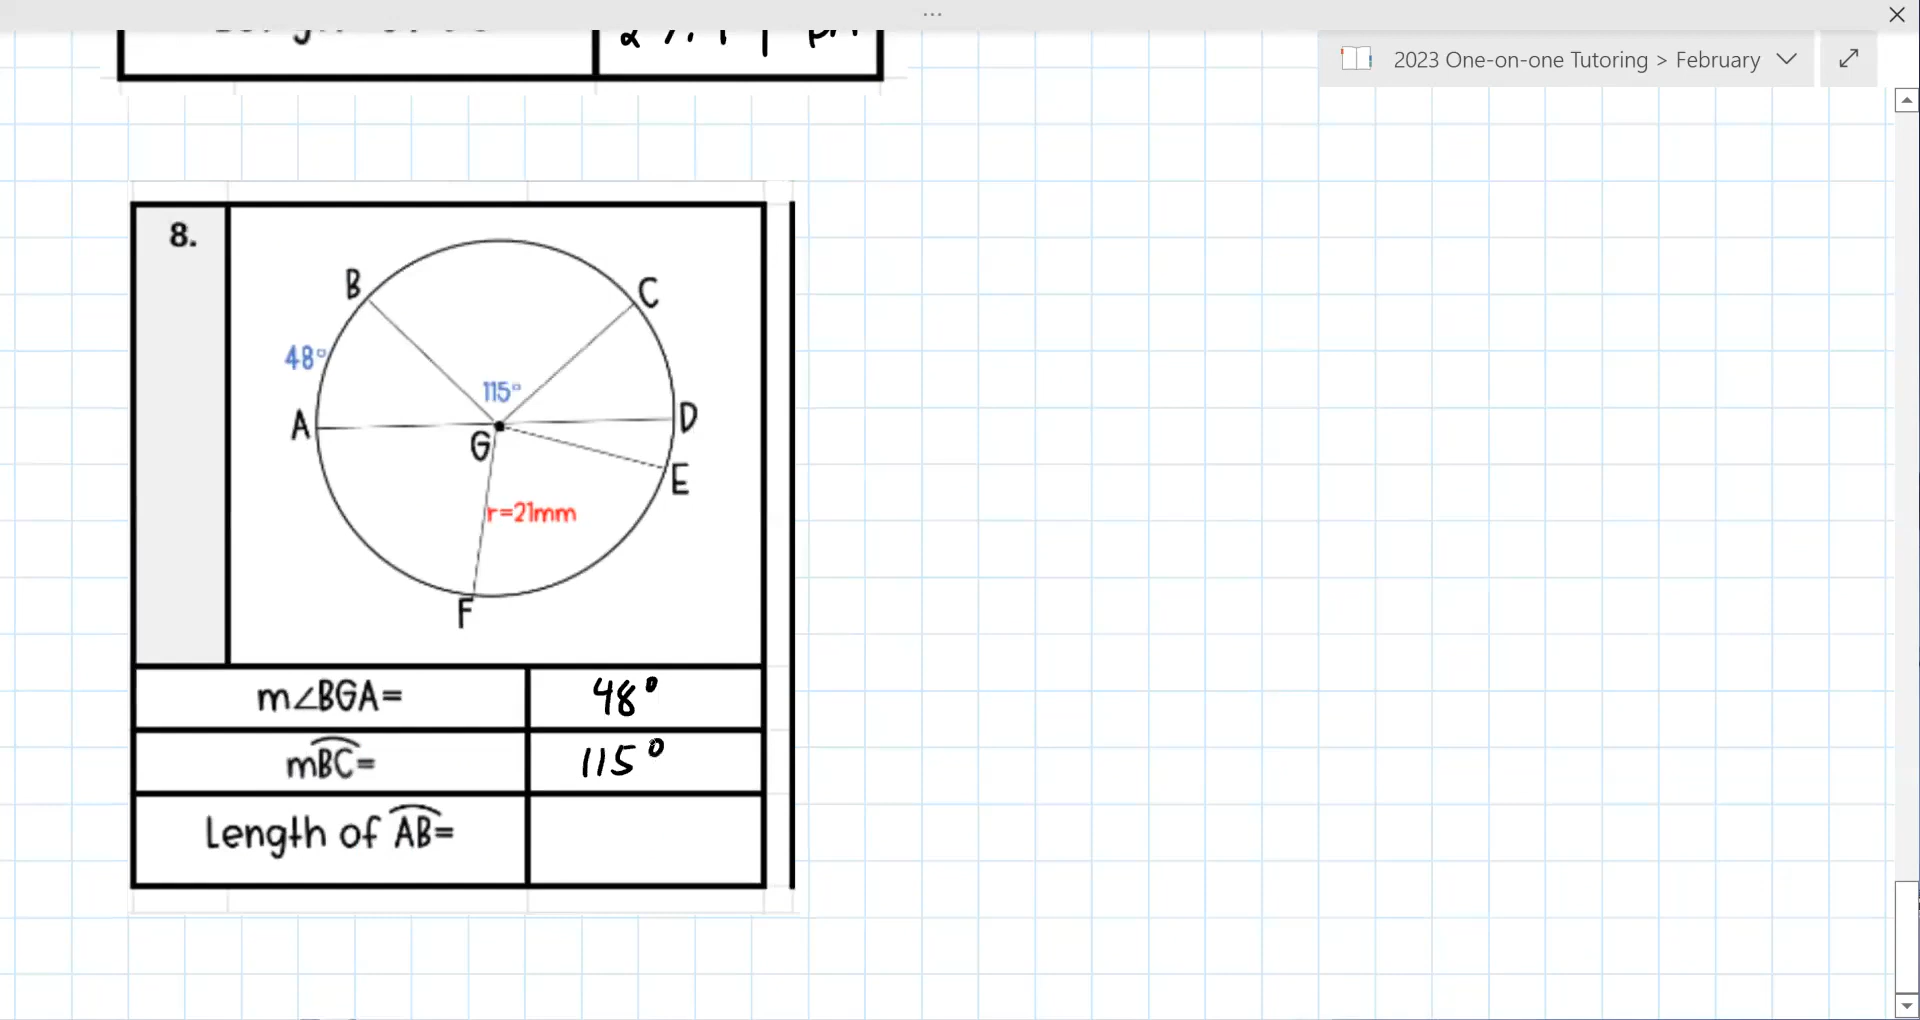 ...
2023 One-on-one Tutoring > February
8.
B
C
48°
115°
A
D
G
E
r=21mm
F
m∠BGA= 48°
mBC= 115°
Length of AB=